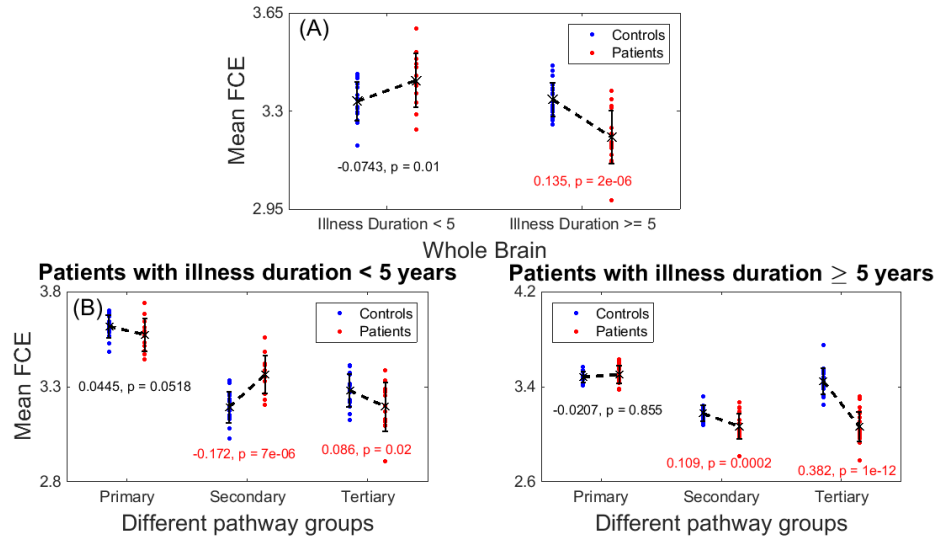 3.65
(A)
Controls
Patients
Mean FCE
3.3
-0.0743, p = 0.01
0.135, p = 2e-06
2.95
Illness Duration < 5
Illness Duration >= 5
Whole Brain
Patients with illness duration < 5 years
3.8
(B)
Controls
Patients
Mean FCE
0.0445, p = 0.0518
3.3
-0.172, p = 7e-06
0.086, p = 0.02
2.8
Primary
Secondary
Tertiary
Different pathway groups
Patients with illness duration ≥ 5 years
4.2
Controls
Patients
3.4
-0.0207, p = 0.855
0.109, p = 0.0002
0.382, p = 1e-12
2.6
Primary
Secondary
Tertiary
Different pathway groups